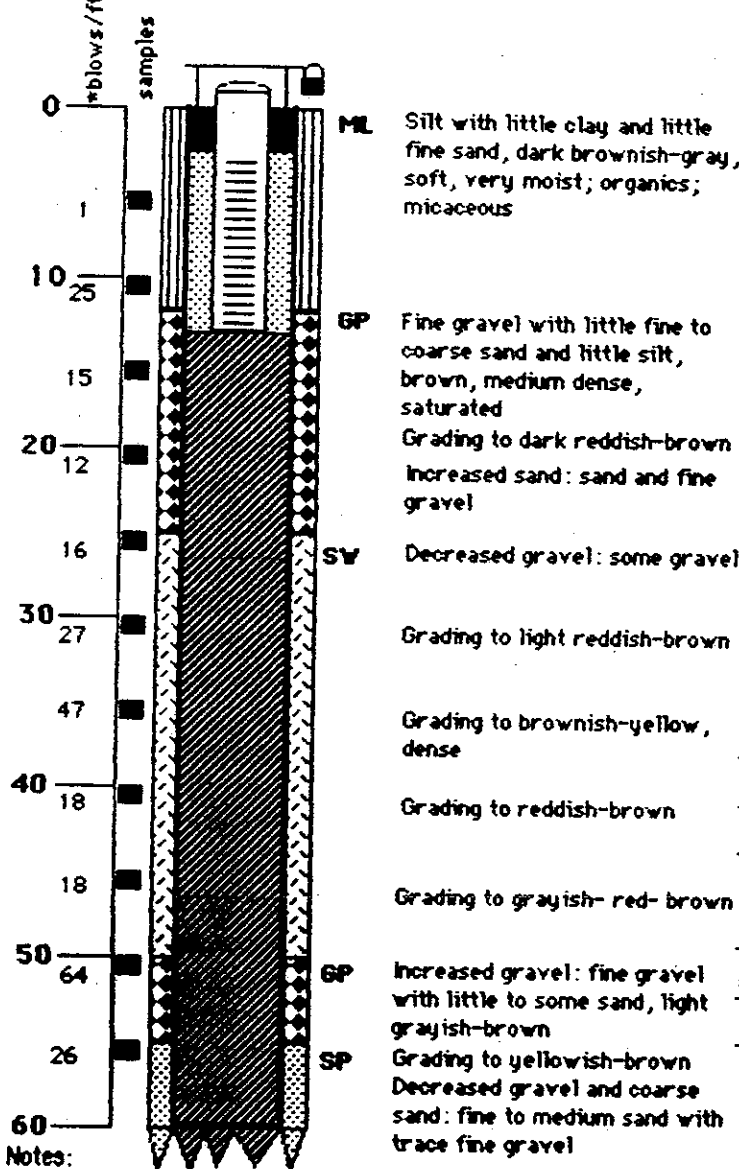 *blows/ft
samples
0
ML
Silt with little clay and little
fine sand, dark brownish-gray,
soft, very moist; organics;
micaceous
1
10
25
GP
Fine gravel with little fine to
coarse sand and little silt,
brown, medium dense,
saturated
15
20
Grading to dark reddish-brown
12
Increased sand: sand and fine
gravel
16
SW
Decreased gravel: some gravel
30
27
Grading to light reddish-brown
47
Grading to brownish-yellow,
dense
40
18
Grading to reddish-brown
18
Grading to grayish- red- brown
50
64
GP
Increased gravel: fine gravel
with little to some sand, light
grayish-brown
26
SP
Grading to yellowish-brown
Decreased gravel and coarse
sand: fine to medium sand with
trace fine gravel
60
Notes: